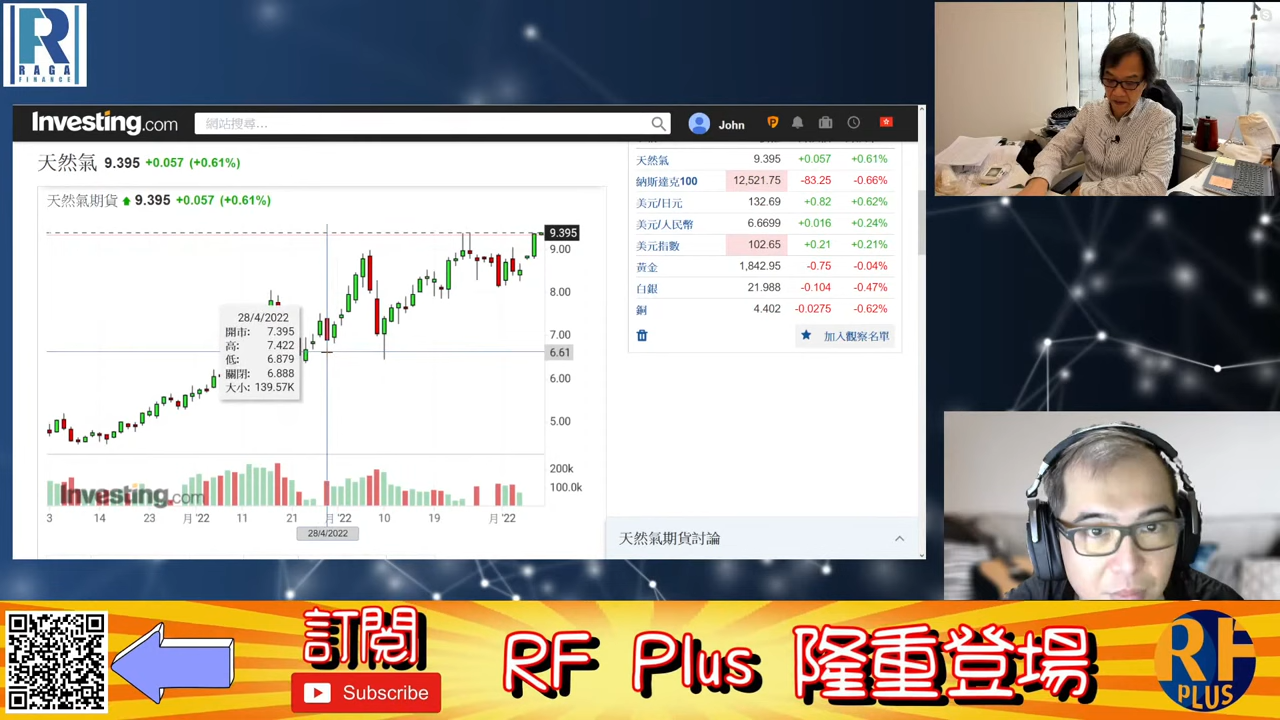 R
RAGA
FINANCE
Investing.com
網站搜尋...
John
天然氣 9.395 +0.057 (+0.61%)
天然氣期貨 9.395 +0.057 (+0.61%)
9.395
9.00
8.00
7.00
6.61
6.00
5.00
200k
100.0k
28/4/2022
開市: 7.395
高: 7.422
低: 6.879
關閉: 6.888
大小: 139.57K
Investing.com
3 14 23 月 '22 11 21 月 '22 10 19 月 '22
28/4/2022
天然氣 9.395 +0.057 +0.61%
納斯達克100 12,521.75 -83.25 -0.66%
美元/日元 132.69 +0.82 +0.62%
美元/人民幣 6.6699 +0.016 +0.24%
美元指數 102.65 +0.21 +0.21%
黃金 1,842.95 -0.75 -0.04%
白銀 21.988 -0.104 -0.47%
銅 4.402 -0.0275 -0.62%
加入觀察名單
天然氣期貨討論
訂閱
Subscribe
RF Plus 隆重登場
RF
PLUS